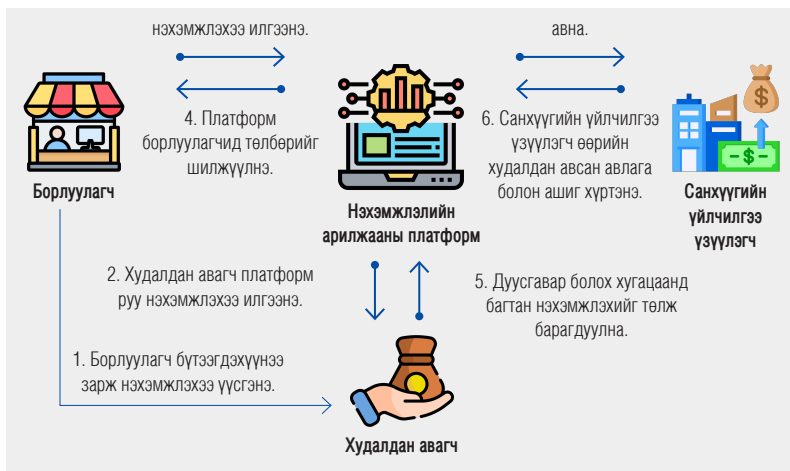 нэхэмжлэхээ илгээнэ.
авна.
4. Платформ
борлуулагчид төлбөрийг
шилжүүлнэ.
6. Санхүүгийн үйлчилгээ
үзүүлэгч өөрийн
худалдан авсан авлага
болон ашиг хүртэнэ.
Борлуулагч
Нэхэмжлэлийн
арилжааны платформ
Санхүүгийн
үйлчилгээ
үзүүлэгч
2. Худалдан авагч платформ
руу нэхэмжлэхээ илгээнэ.
5. Дуусгавар болох хугацаанд
багтан нэхэмжлэхийг төлж
барагдуулна.
1. Борлуулагч бүтээгдэхүүнээ
зарж нэхэмжлэхээ үүсгэнэ.
Худалдан авагч